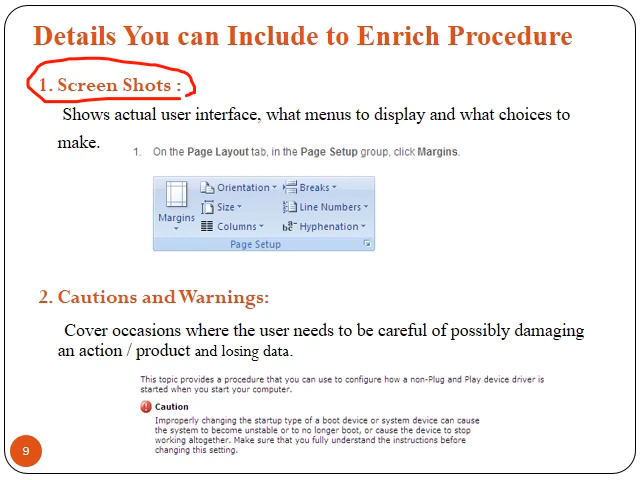 Details You can Include to Enrich Procedure
1. Screen Shots :
Shows actual user interface, what menus to display and what choices to
make.
1. On the Page Layout tab, in the Page Setup group, click Margins.
Margins
Orientation
Size
Columns
Breaks
Line Numbers
Hyphenation
Page Setup
2. Cautions and Warnings:
Cover occasions where the user needs to be careful of possibly damaging
an action / product and losing data.
This topic provides a procedure that you can use to configure how a non-Plug and Play device driver is
started when you start your computer.
Caution
Improperly changing the startup type of a boot device or system device can cause
the system to become unstable or to no longer boot, or cause the device to stop
working altogether. Make sure that you fully understand the instructions before
changing this setting.
9